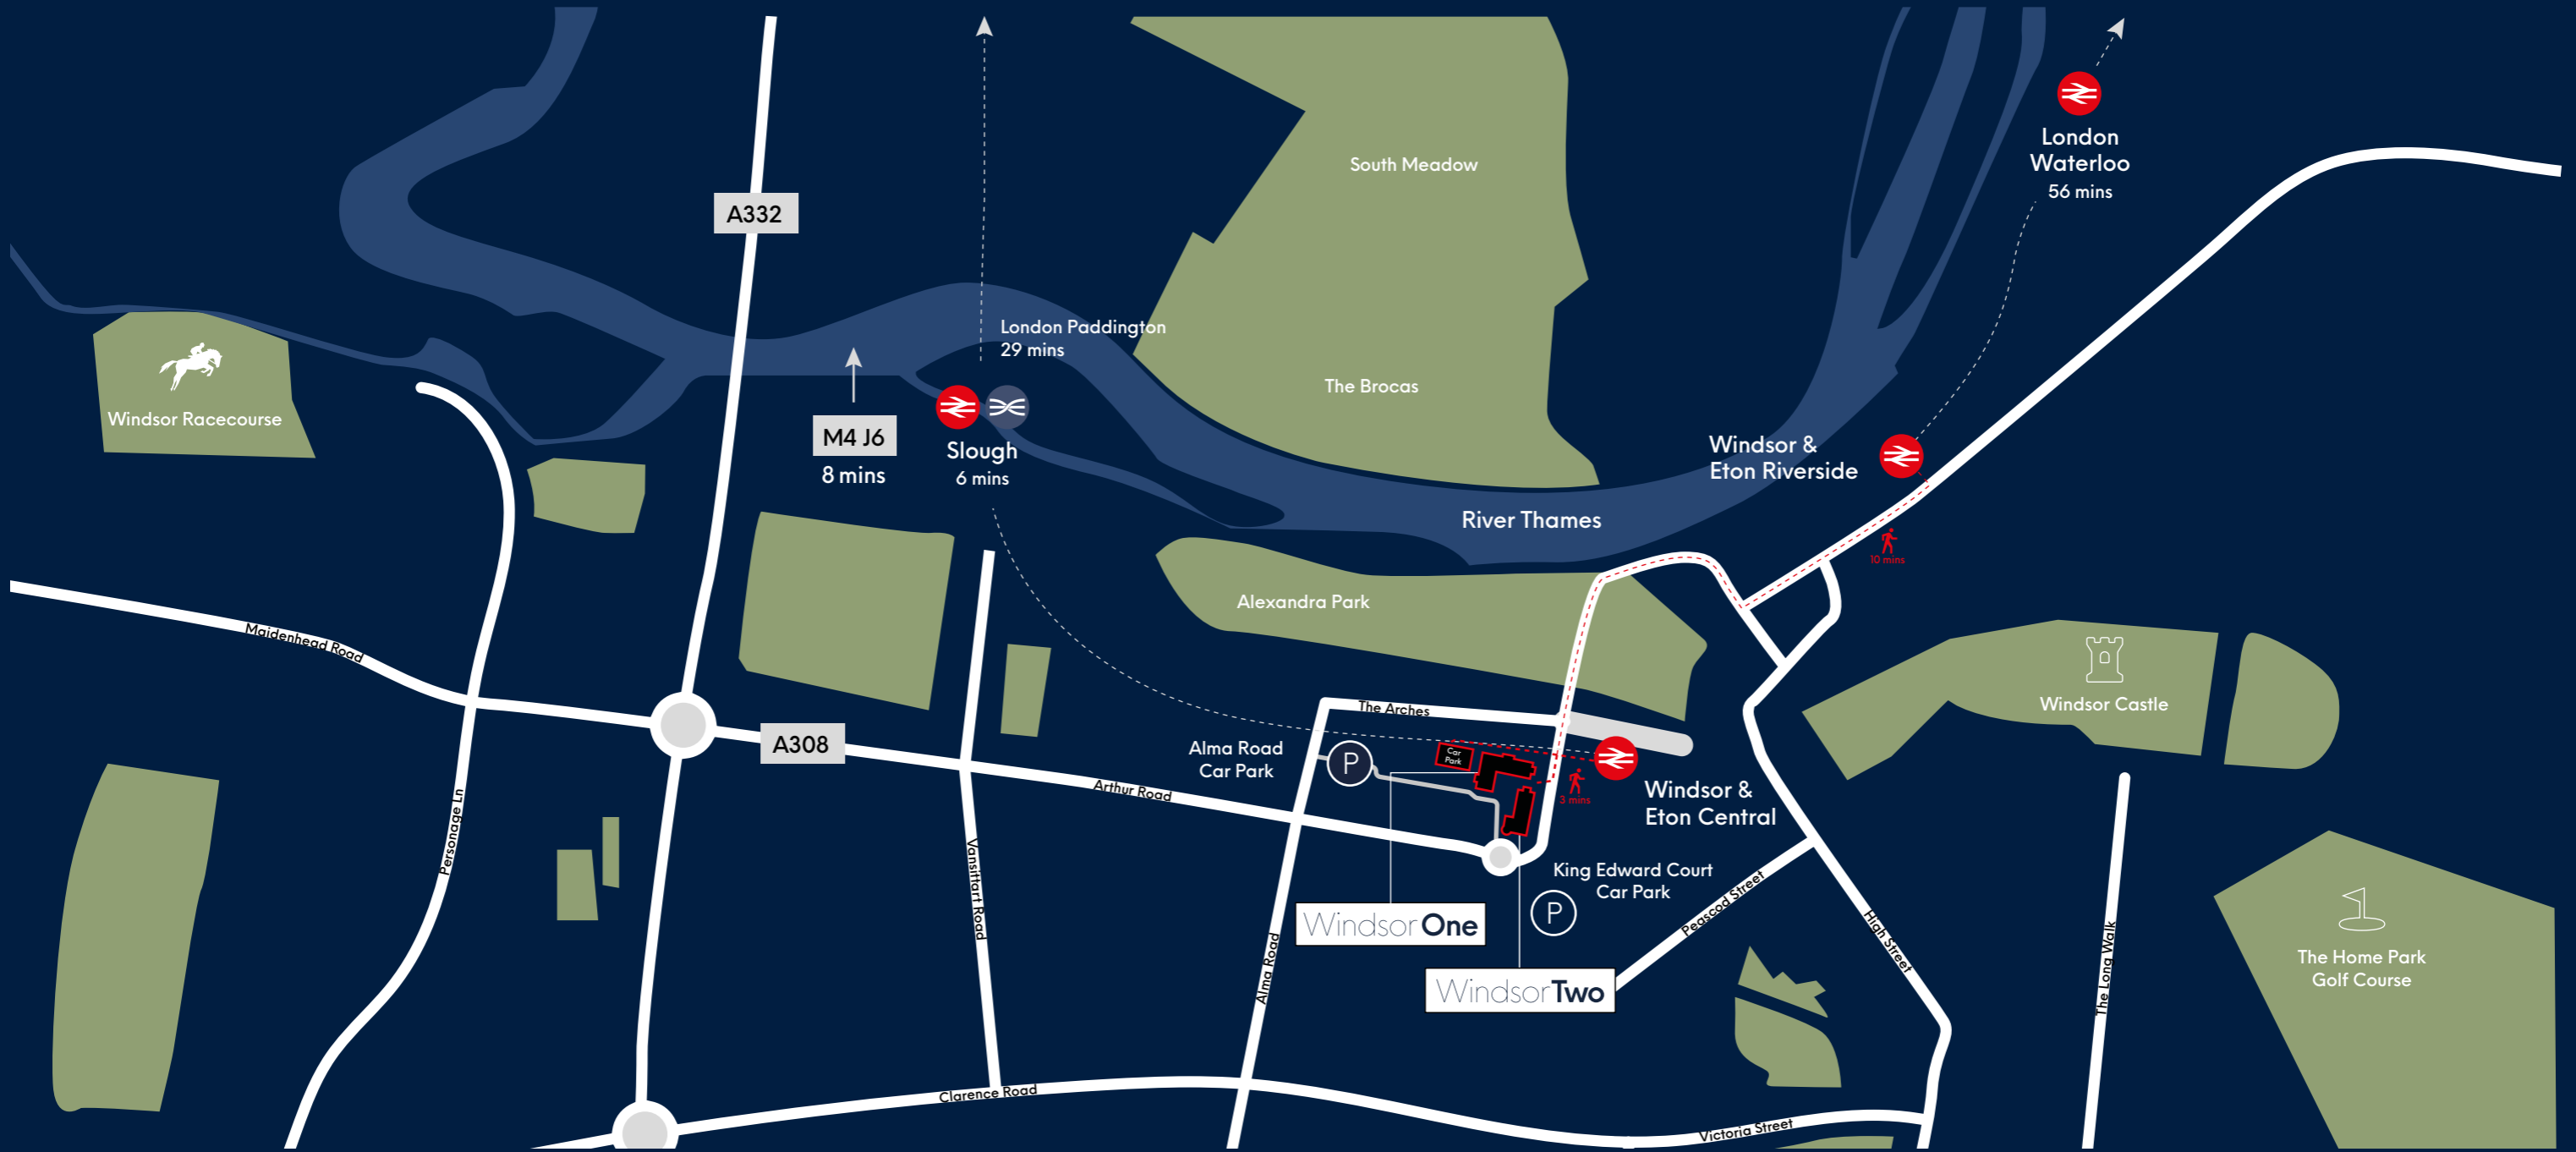 London
Waterloo
56 mins
South Meadow
A332
London Paddington
29 mins
The Brocas
Windsor Racecourse
M4 J6
8 mins
Slough
6 mins
Windsor &
Eton Riverside
River Thames
10 mins
Alexandra Park
Maidenhead Road
Windsor Castle
The Arches
A308
Alma Road
Car Park
P
Car
Park
Arthur Road
3 mins
Windsor &
Eton Central
Personage Ln
Vansittart Road
King Edward Court
Car Park
P
Peascod Street
High Street
Windsor One
Alma Road
WindsorTwo
The Long Walk
The Home Park
Golf Course
Clarence Road
Victoria Street